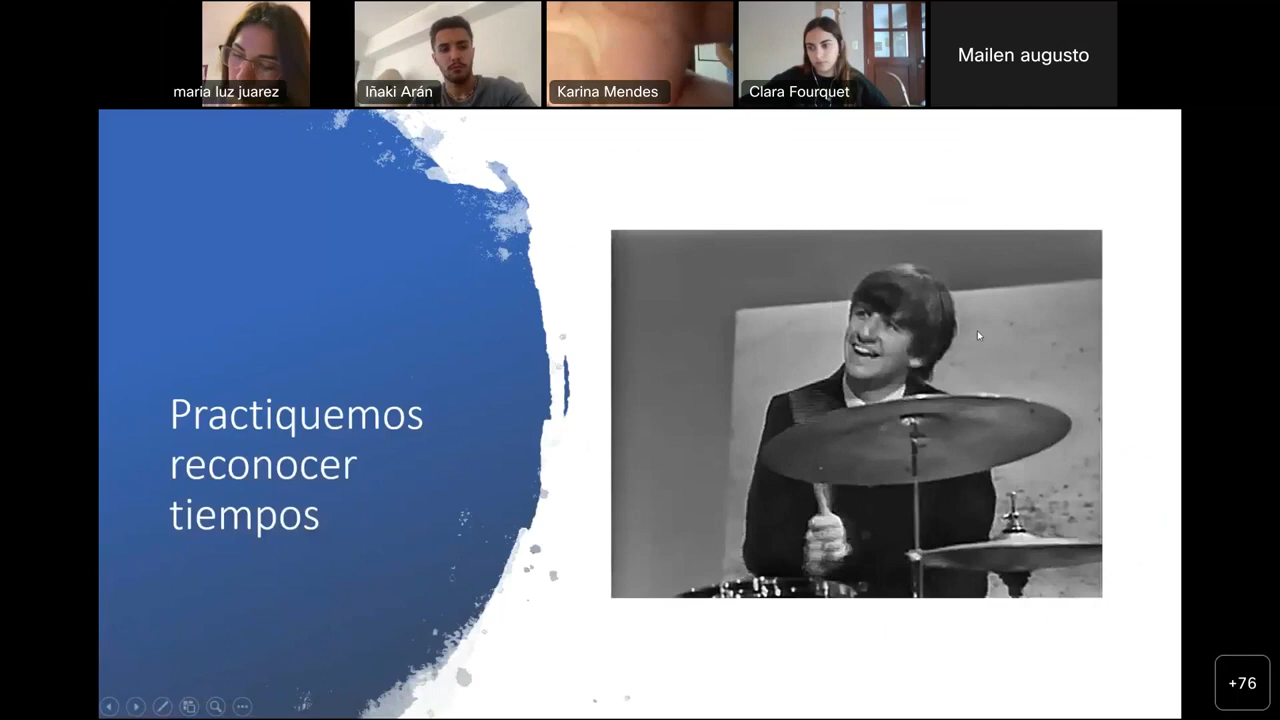 maria luz juarez
Iñaki Arán
Karina Mendes
Clara Fourquet
Mailen augusto
Practiquemos
reconocer
tiempos
+76